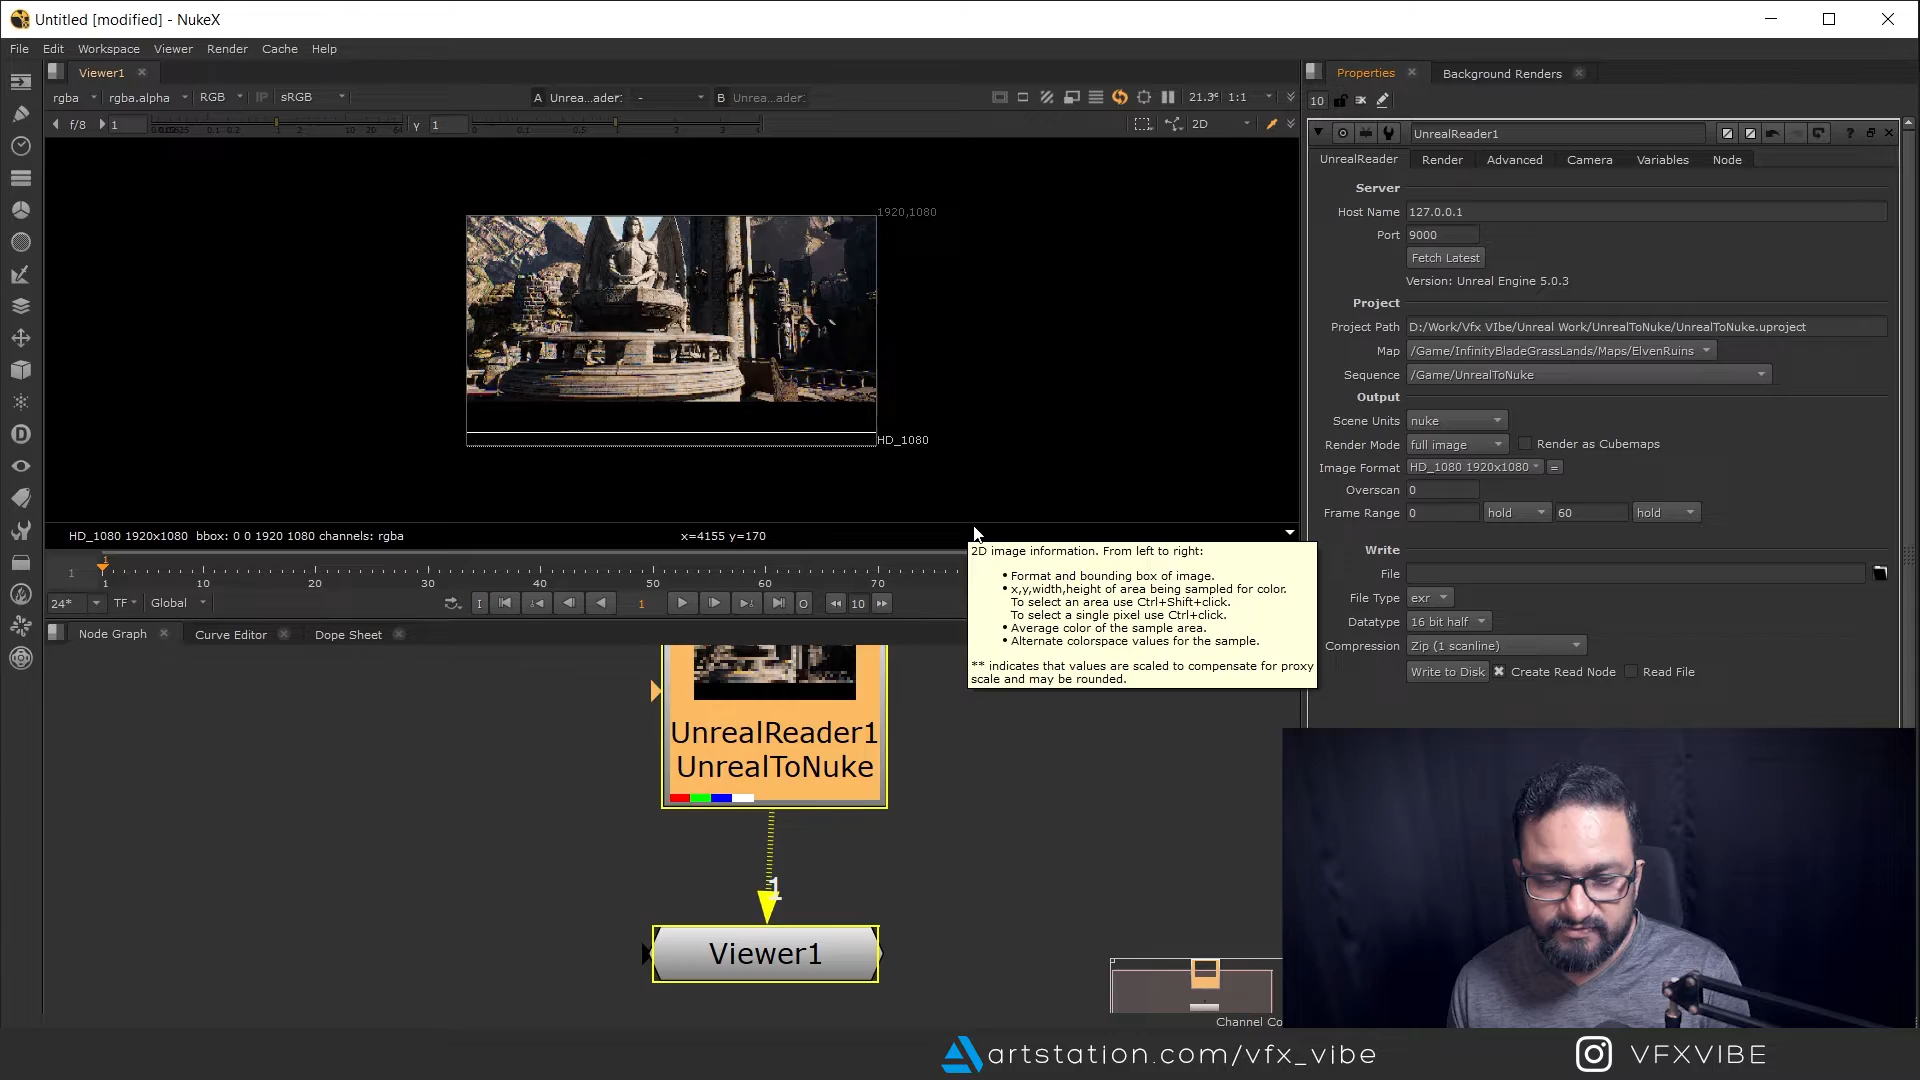 Untitled [modified] - NukeX
File Edit Workspace Viewer Render Cache Help
Viewer1
rgba rgba.alpha RGB IP sRGB A Unrea...ader: - B Unrea...ader: 21.3% 1:1
f/8 1 Y 1 2D
1920,1080
HD_1080
HD_1080 1920x1080 bbox: 0 0 1920 1080 channels: rgba x=4155 y=170
2D image information. From left to right:
• Format and bounding box of image.
• x,y,width,height of area being sampled for color.
To select an area use Ctrl+Shift+click.
To select a single pixel use Ctrl+click.
• Average color of the sample area.
• Alternate colorspace values for the sample.
** indicates that values are scaled to compensate for proxy
scale and may be rounded.
1 1 10 20 30 40 50 60 70
24* TF Global I 1 O 10
Node Graph Curve Editor Dope Sheet
UnrealReader1
UnrealToNuke
1
Viewer1
Channel Co
Properties Background Renders
10
UnrealReader1
UnrealReader Render Advanced Camera Variables Node
Server
Host Name 127.0.0.1
Port 9000
Fetch Latest
Version: Unreal Engine 5.0.3
Project
Project Path D:/Work/Vfx VIbe/Unreal Work/UnrealToNuke/UnrealToNuke.uproject
Map /Game/InfinityBladeGrassLands/Maps/ElvenRuins
Sequence /Game/UnrealToNuke
Output
Scene Units nuke
Render Mode full image Render as Cubemaps
Image Format HD_1080 1920x1080 =
Overscan 0
Frame Range 0 hold 60 hold
Write
File
File Type exr
Datatype 16 bit half
Compression Zip (1 scanline)
Write to Disk Create Read Node Read File
artstation.com/vfx_vibe VFXVIBE